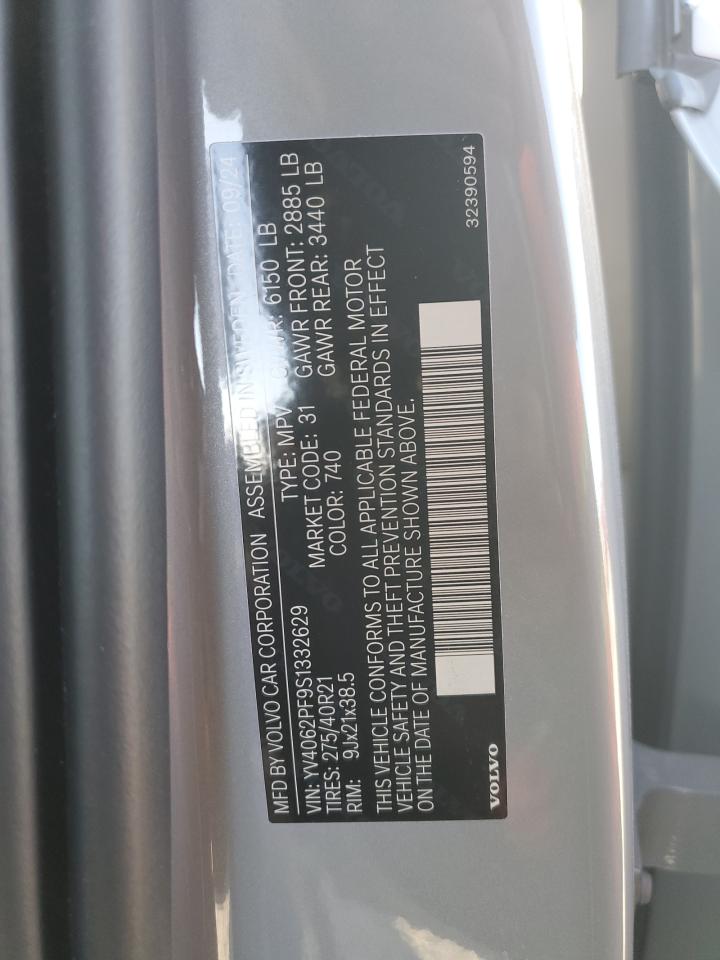 MFD BY VOLVO CAR CORPORATION ASSEMBLED IN SWEDEN DATE: 09/24
VIN: YV4062PF9S1332629 TYPE: MPV GVWR: 6150 LB
TIRES: 275/40R21 MARKET CODE: 31 GAWR FRONT: 2885 LB
RIM: 9Jx21x38.5 COLOR: 740 GAWR REAR: 3440 LB
THIS VEHICLE CONFORMS TO ALL APPLICABLE FEDERAL MOTOR
VEHICLE SAFETY AND THEFT PREVENTION STANDARDS IN EFFECT
ON THE DATE OF MANUFACTURE SHOWN ABOVE.
VOLVO 32390594